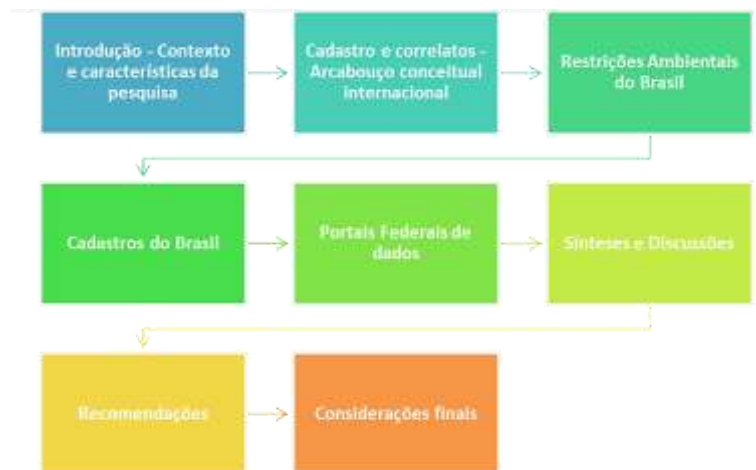 Introdução - Contexto
e características da
pesquisa
Cadastro e correlatos -
Arcabouço conceitual
internacional
Restrições Ambientais
do Brasil
Cadastros do Brasil
Portais Federais de
dados
Sínteses e Discussões
Recomendações
Considerações finais